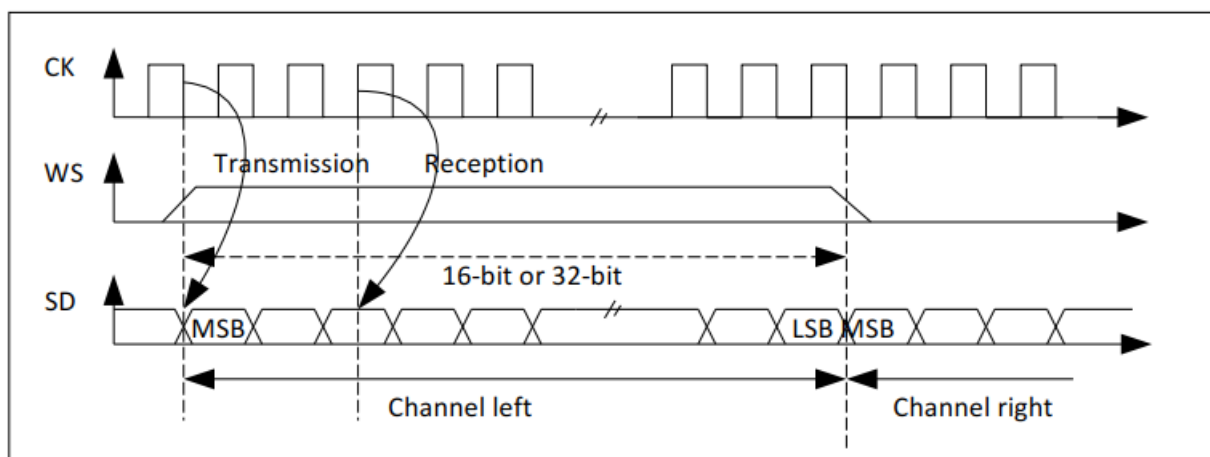 CK
Transmission Reception
WS
16-bit or 32-bit
SD
MSB LSB MSB
Channel left Channel right